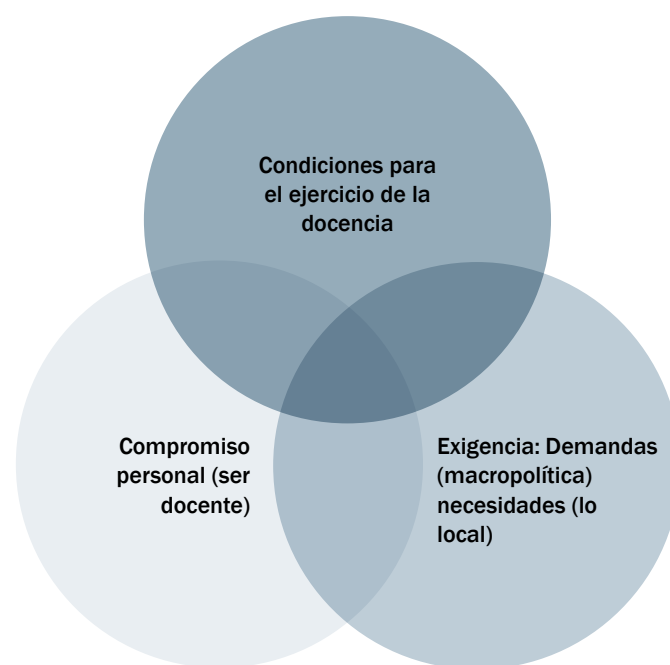 Condiciones para
el ejercicio de la
docencia
Compromiso
personal (ser
docente)
Exigencia: Demandas
(macropolítica)
necesidades (lo
local)